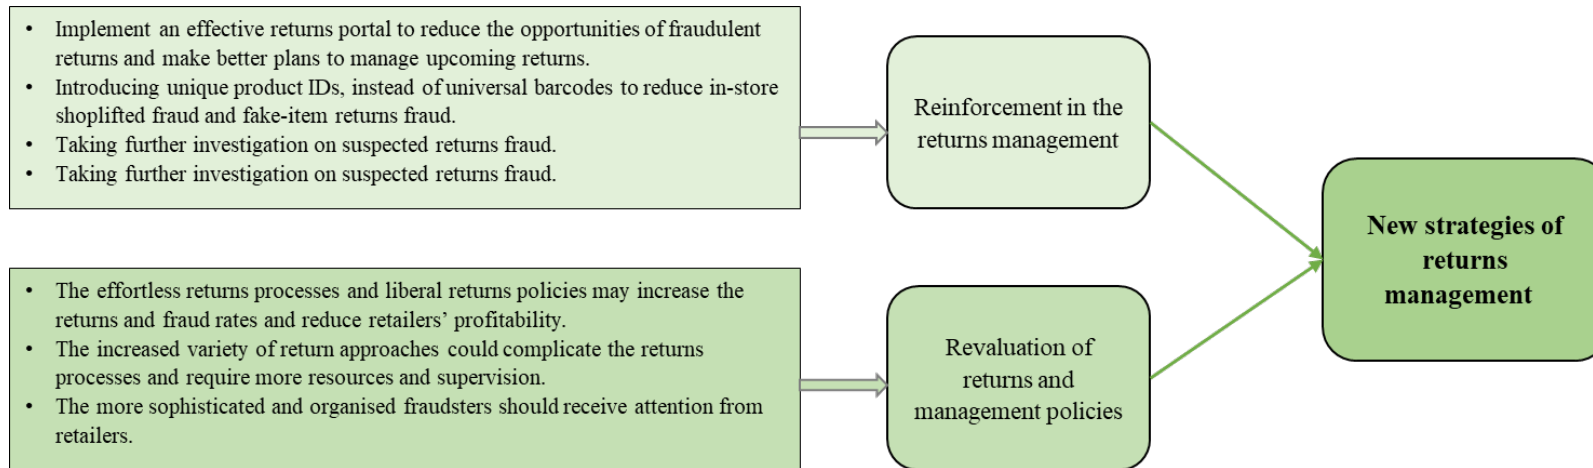 • Implement an effective returns portal to reduce the opportunities of fraudulent
returns and make better plans to manage upcoming returns.
• Introducing unique product IDs, instead of universal barcodes to reduce in-store
shoplifted fraud and fake-item returns fraud.
• Taking further investigation on suspected returns fraud.
• Taking further investigation on suspected returns fraud.
Reinforcement in the
returns management
• The effortless returns processes and liberal returns policies may increase the
returns and fraud rates and reduce retailers’ profitability.
• The increased variety of return approaches could complicate the returns
processes and require more resources and supervision.
• The more sophisticated and organised fraudsters should receive attention from
retailers.
Revaluation of
returns and
management policies
New strategies of
returns
management